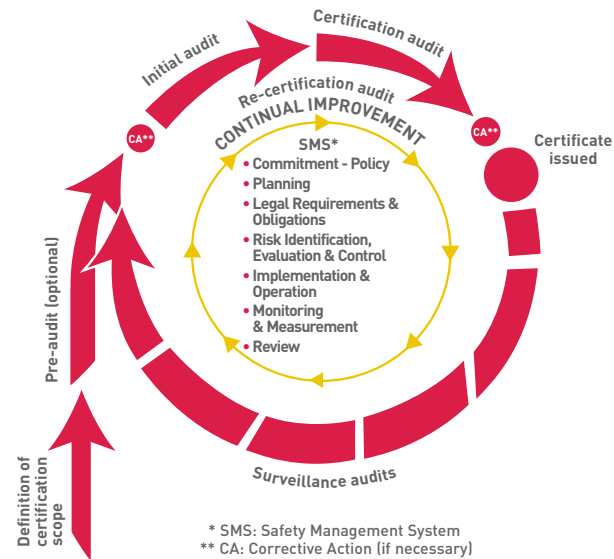 Certification audit
Initial audit
Re-certification audit
CONTINUAL IMPROVEMENT
CA**
CA**
Certificate
issued
SMS*
• Commitment - Policy
• Planning
• Legal Requirements &
Obligations
• Risk Identification,
Evaluation & Control
• Implementation &
Operation
• Monitoring
& Measurement
• Review
Pre-audit (optional)
Surveillance audits
Definition of
certification
scope
* SMS: Safety Management System
** CA: Corrective Action (if necessary)